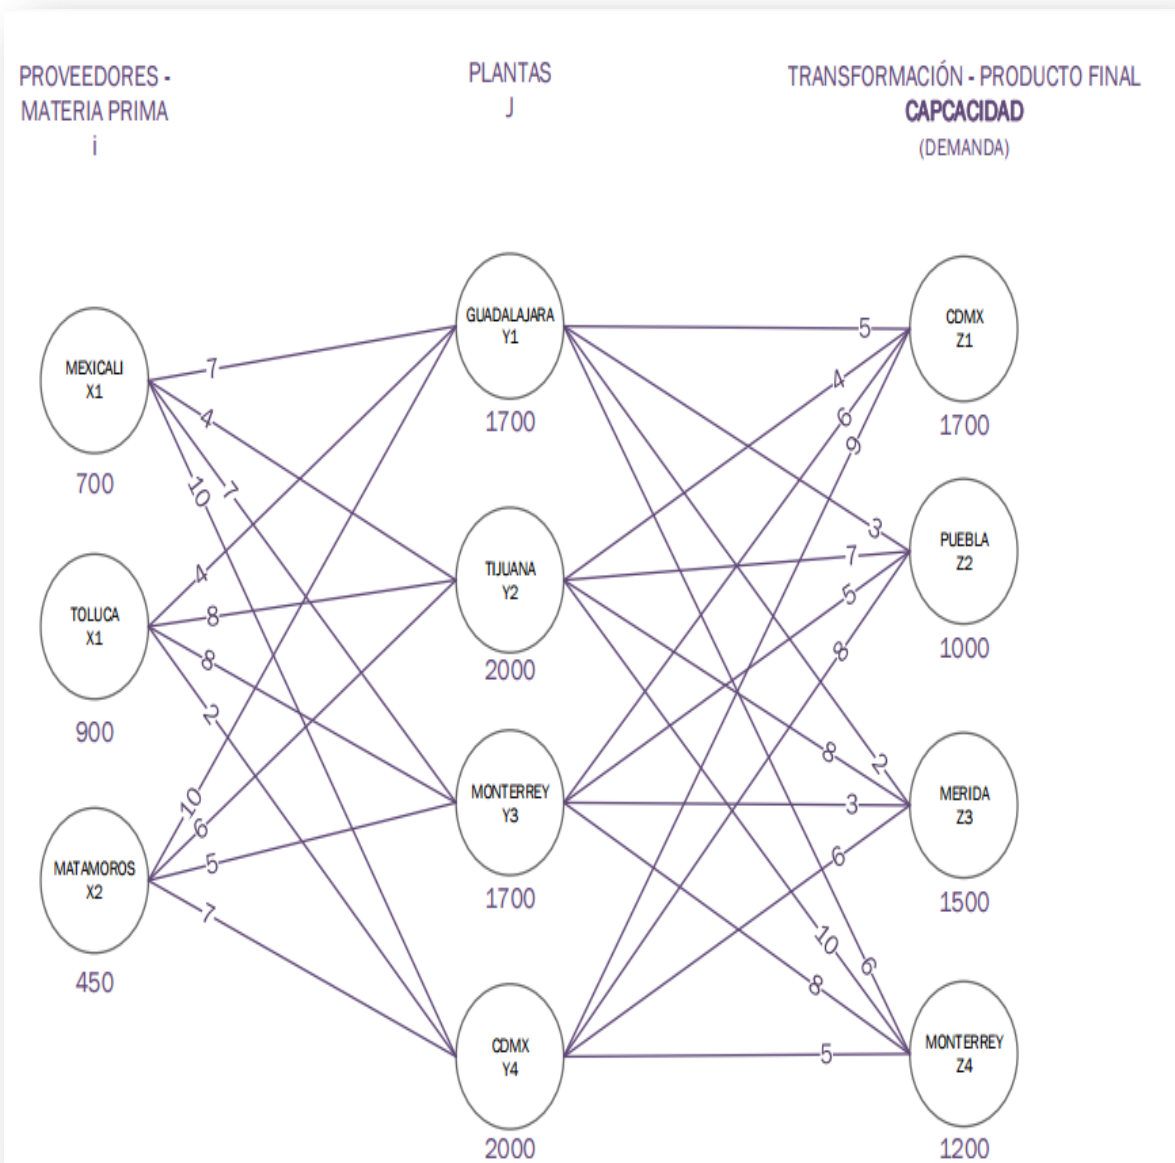 PROVEEDORES -
MATERIA PRIMA
i
PLANTAS
J
TRANSFORMACIÓN - PRODUCTO FINAL
CAPCACIDAD
(DEMANDA)
MEXICALI
X1
700
TOLUCA
X1
900
MATAMOROS
X2
450
7
4
7
10
4
8
8
2
10
6
5
7
GUADALAJARA
Y1
1700
TIJUANA
Y2
2000
MONTERREY
Y3
1700
CDMX
Y4
2000
5
4
6
9
3
7
5
8
8
2
3
6
10
6
8
5
CDMX
Z1
1700
PUEBLA
Z2
1000
MERIDA
Z3
1500
MONTERREY
Z4
1200